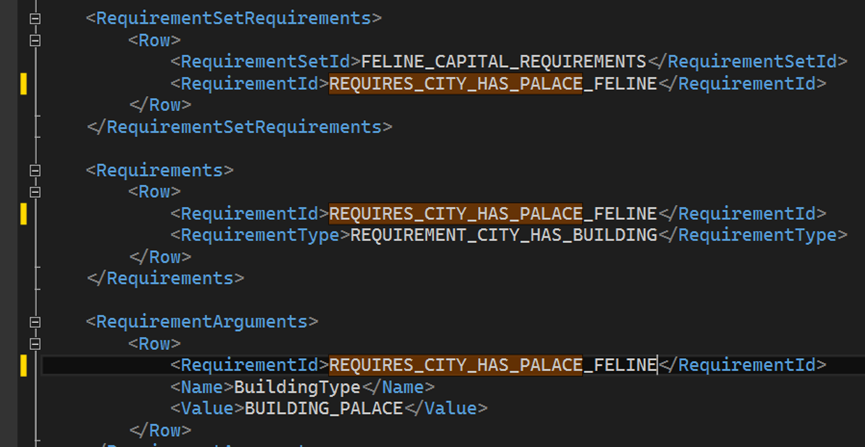 <RequirementSetRequirements>
<Row>
<RequirementSetId>FELINE_CAPITAL_REQUIREMENTS</RequirementSetId>
<RequirementId>REQUIRES_CITY_HAS_PALACE_FELINE</RequirementId>
</Row>
</RequirementSetRequirements>
<Requirements>
<Row>
<RequirementId>REQUIRES_CITY_HAS_PALACE_FELINE</RequirementId>
<RequirementType>REQUIREMENT_CITY_HAS_BUILDING</RequirementType>
</Row>
</Requirements>
<RequirementArguments>
<Row>
<RequirementId>REQUIRES_CITY_HAS_PALACE_FELINE</RequirementId>
<Name>BuildingType</Name>
<Value>BUILDING_PALACE</Value>
</Row>